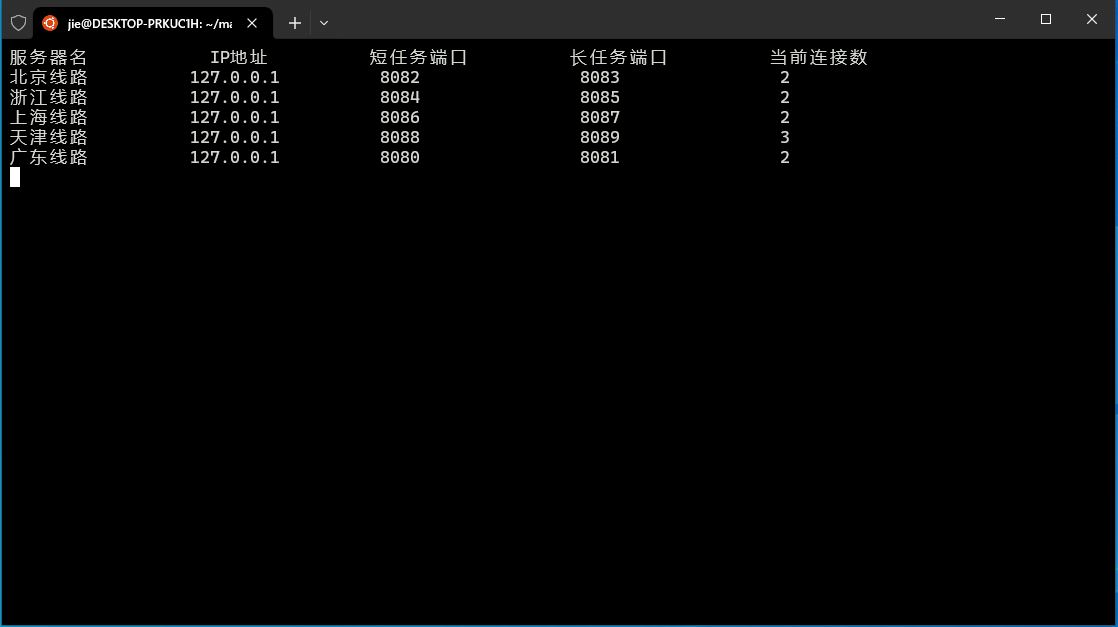 jie@DESKTOP-PRKUC1H: ~/ma
服务器名 IP地址 短任务端口 长任务端口 当前连接数
北京线路 127.0.0.1 8082 8083 2
浙江线路 127.0.0.1 8084 8085 2
上海线路 127.0.0.1 8086 8087 2
天津线路 127.0.0.1 8088 8089 3
广东线路 127.0.0.1 8080 8081 2